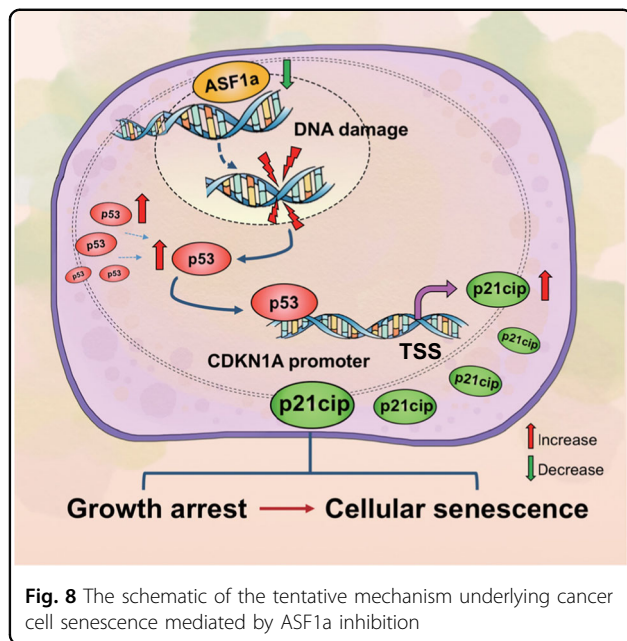 ASF1a
DNA damage
p53
p53
p53
p53
p53
p53
p21cip
CDKN1A promoter
TSS
p21cip
p21cip
p21cip
p21cip
Increase
Decrease
Growth arrest
Cellular senescence
Fig. 8 The schematic of the tentative mechanism underlying cancer
cell senescence mediated by ASF1a inhibition